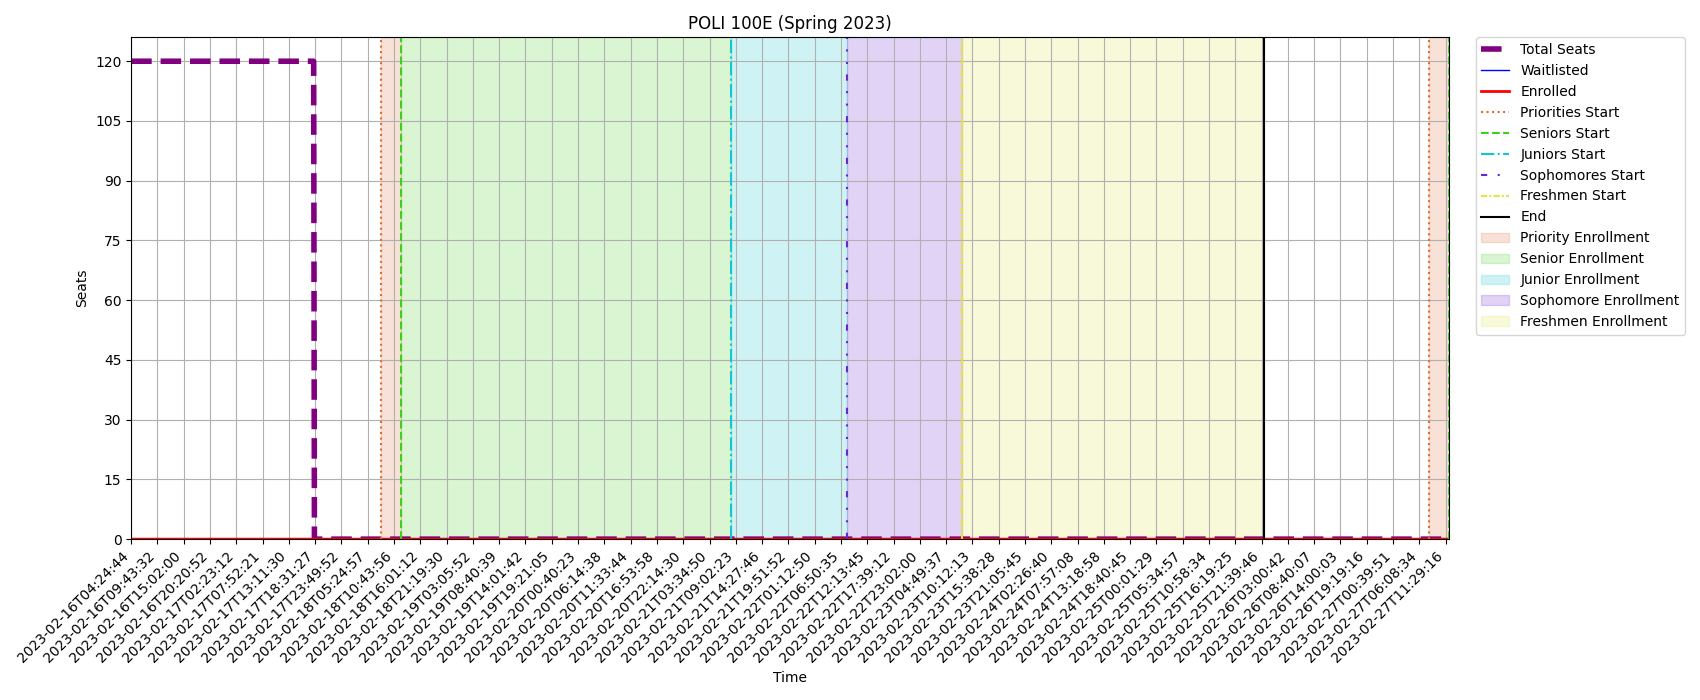 POLI 100E (Spring 2023)
Seats
120
105
90
75
60
45
30
15
0
2023-02-16T04:24:44
2023-02-16T09:43:32
2023-02-16T15:02:00
2023-02-16T20:20:52
2023-02-17T02:23:12
2023-02-17T07:52:21
2023-02-17T13:11:30
2023-02-17T18:31:27
2023-02-17T23:49:52
2023-02-18T05:24:57
2023-02-18T10:43:56
2023-02-18T16:01:12
2023-02-18T21:19:30
2023-02-19T03:05:52
2023-02-19T08:40:39
2023-02-19T14:01:42
2023-02-19T19:21:05
2023-02-20T00:40:23
2023-02-20T06:14:38
2023-02-20T11:33:44
2023-02-20T16:53:58
2023-02-20T22:14:30
2023-02-21T03:34:50
2023-02-21T09:02:23
2023-02-21T14:27:46
2023-02-21T19:51:52
2023-02-22T01:12:50
2023-02-22T06:50:35
2023-02-22T12:13:45
2023-02-22T17:39:12
2023-02-22T23:02:00
2023-02-23T04:49:37
2023-02-23T10:12:13
2023-02-23T15:38:28
2023-02-23T21:05:45
2023-02-24T02:26:40
2023-02-24T07:57:08
2023-02-24T13:18:58
2023-02-24T18:40:45
2023-02-25T00:01:29
2023-02-25T05:34:57
2023-02-25T10:58:34
2023-02-25T16:19:25
2023-02-25T21:39:46
2023-02-26T03:00:42
2023-02-26T08:40:07
2023-02-26T14:00:03
2023-02-26T19:19:16
2023-02-27T00:39:51
2023-02-27T06:08:34
2023-02-27T11:29:16
Time
Total Seats
Waitlisted
Enrolled
Priorities Start
Seniors Start
Juniors Start
Sophomores Start
Freshmen Start
End
Priority Enrollment
Senior Enrollment
Junior Enrollment
Sophomore Enrollment
Freshmen Enrollment